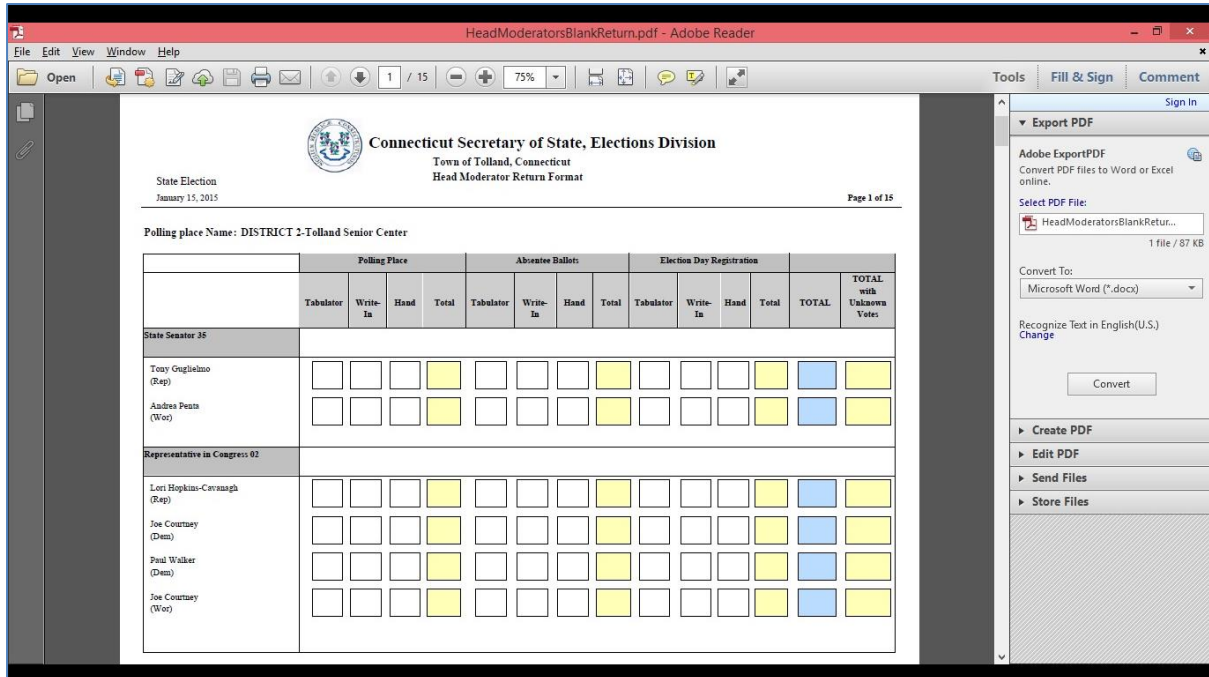 HeadModeratorsBlankReturn.pdf - Adobe Reader
File Edit View Window Help
Open 1 / 15 75% Tools Fill & Sign Comment
Sign In
Export PDF
Adobe ExportPDF
Convert PDF files to Word or Excel
online.
Select PDF File:
HeadModeratorsBlankRetur...
1 file / 87 KB
Convert To:
Microsoft Word (*.docx)
Recognize Text in English(U.S.)
Change
Convert
Create PDF
Edit PDF
Send Files
Store Files
Connecticut Secretary of State, Elections Division
Town of Tolland, Connecticut
Head Moderator Return Format
State Election
January 15, 2015
Page 1 of 15
Polling place Name: DISTRICT 2-Tolland Senior Center
Polling Place Absentee Ballots Election Day Registration
Tabulator Write-In Hand Total Tabulator Write-In Hand Total Tabulator Write-In Hand Total TOTAL TOTAL with Unknown Votes
State Senator 35
Tony Guglielmo
(Rep)
Andrea Penta
(Wor)
Representative in Congress 02
Lori Hopkins-Cavanagh
(Rep)
Joe Courtney
(Dem)
Paul Walker
(Dem)
Joe Courtney
(Wor)